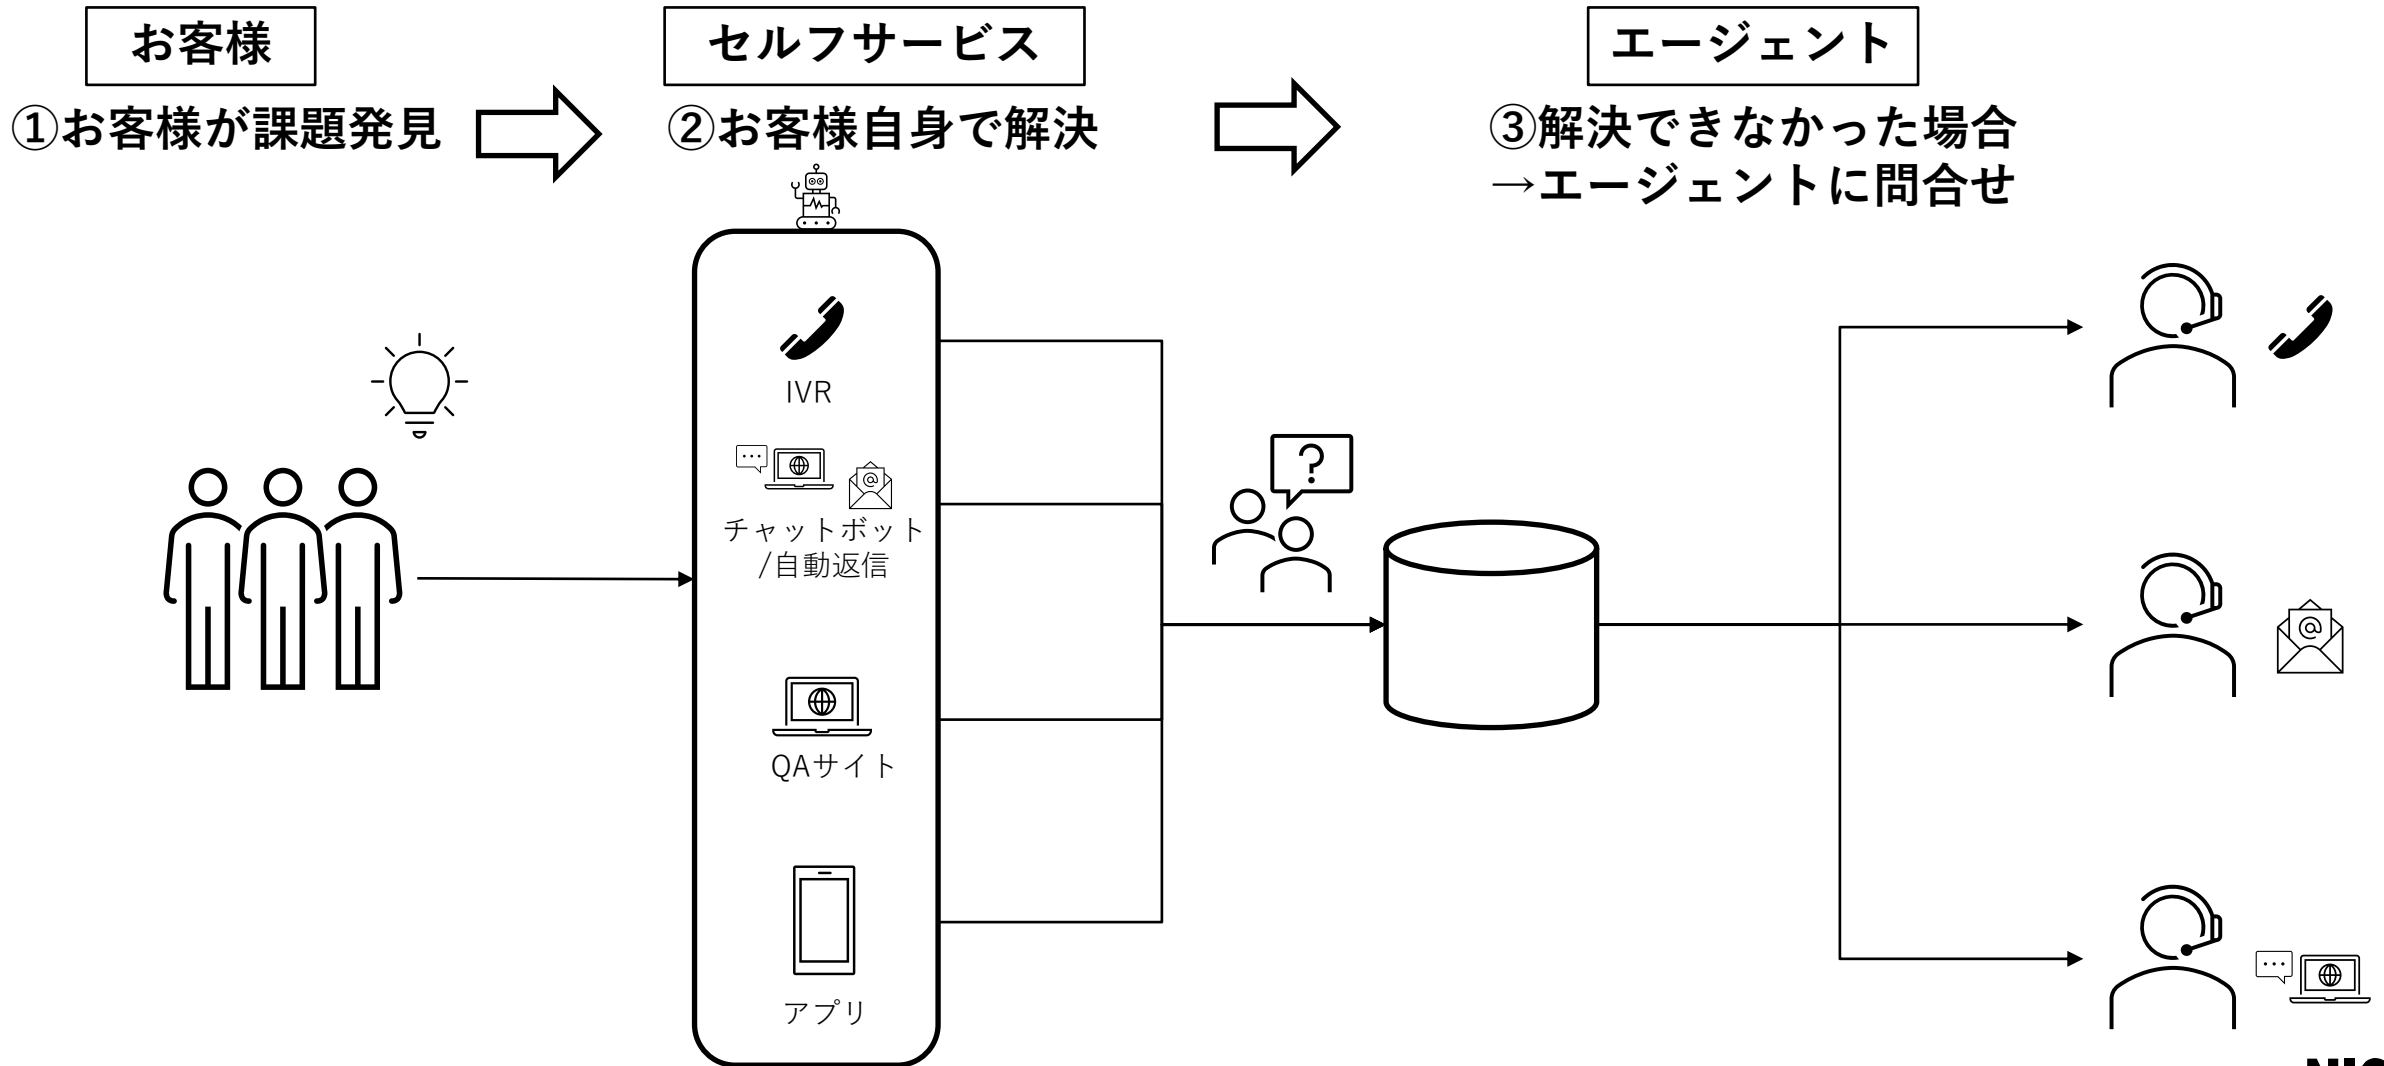 お客様
①お客様が課題発見
セルフサービス
②お客様自身で解決
エージェント
③解決できなかった場合
→エージェントに問合せ
IVR
チャットボット
/自動返信
QAサイト
アプリ
?
@
@